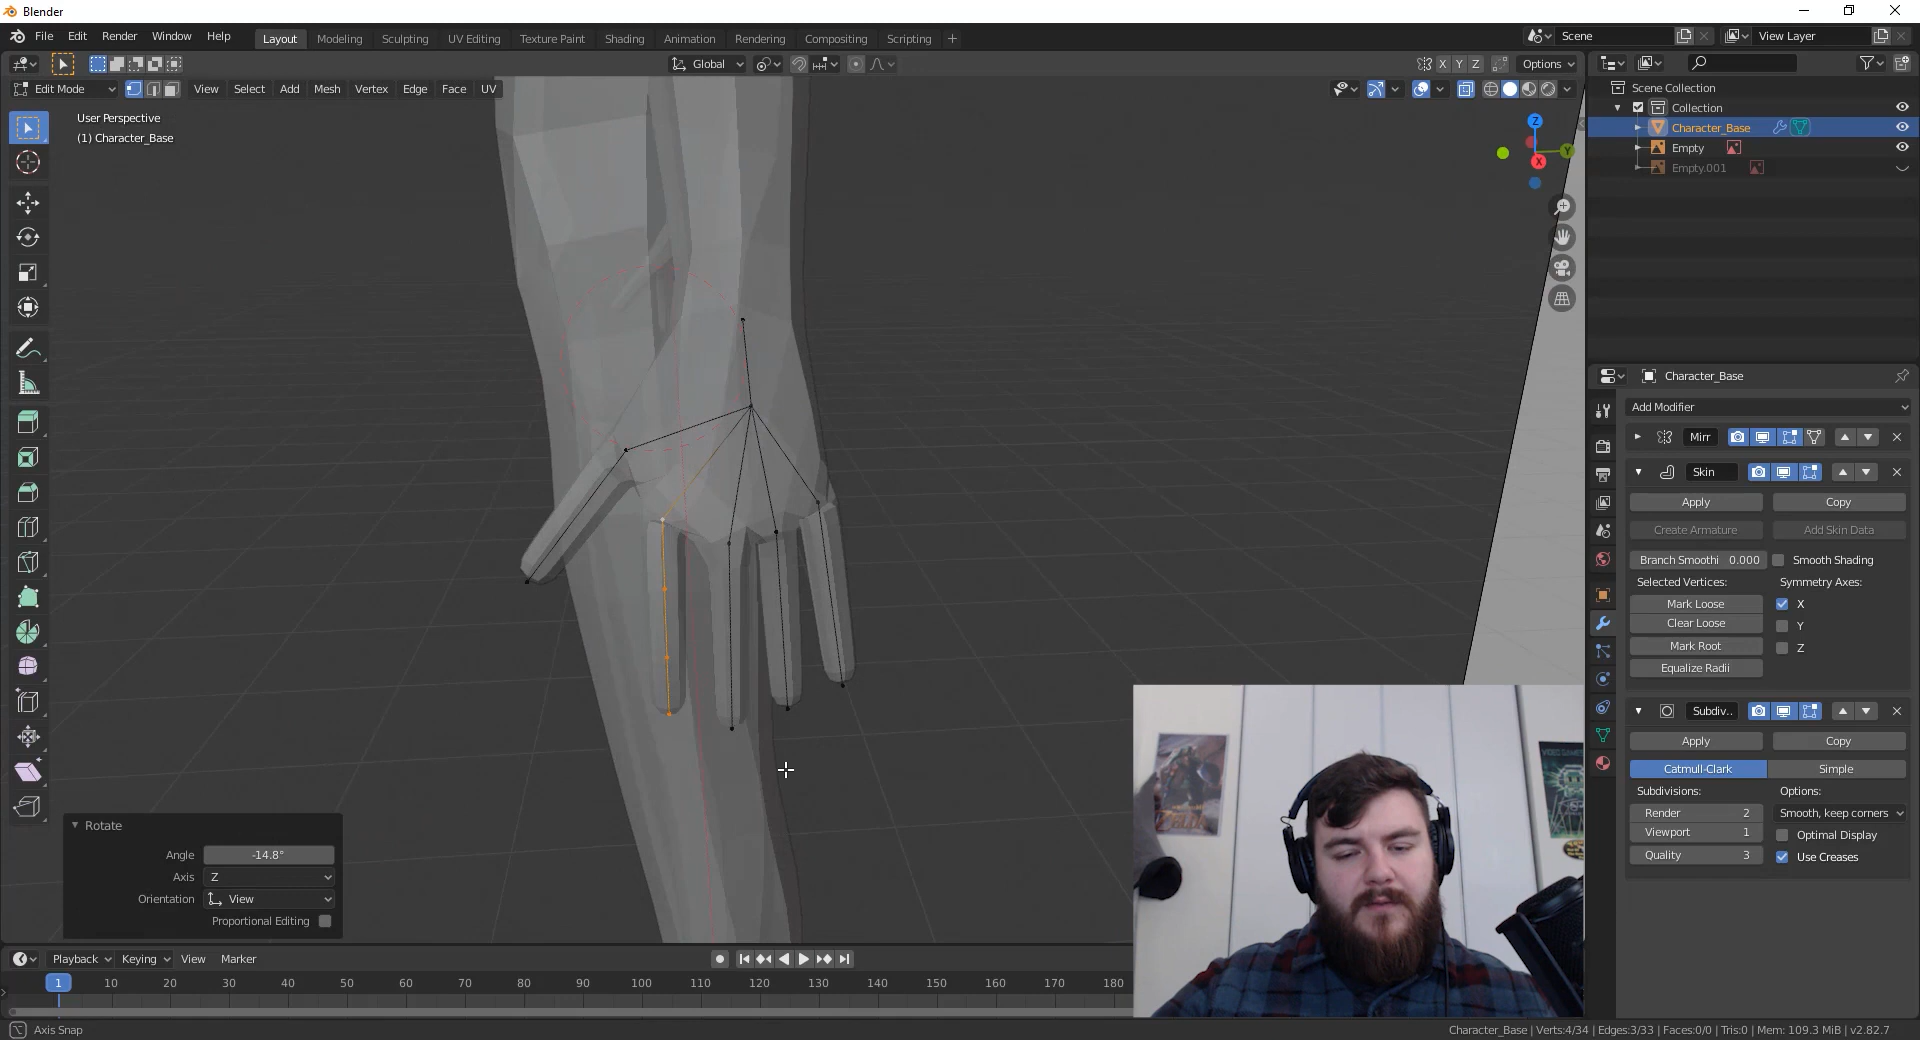 Blender
File Edit Render Window Help
Layout Modeling Sculpting UV Editing Texture Paint Shading Animation Rendering Compositing Scripting +
Scene
View Layer
Global
X Y Z
Options
Edit Mode
View Select Add Mesh Vertex Edge Face UV
User Perspective
(1) Character_Base
Z
Y
X
Scene Collection
Collection
Character_Base
Empty
Empty.001
Character_Base
Add Modifier
Mirr
Skin
Apply Copy
Create Armature Add Skin Data
Branch Smoothi 0.000 Smooth Shading
Selected Vertices: Symmetry Axes:
Mark Loose X
Clear Loose Y
Mark Root Z
Equalize Radii
Subdiv..
Apply Copy
Catmull-Clark Simple
Subdivisions: Options:
Render 2 Smooth, keep corners
Viewport 1 Optimal Display
Quality 3 Use Creases
Rotate
Angle -14.8°
Axis Z
Orientation View
Proportional Editing
Playback Keying View Marker
1 10 20 30 40 50 60 70 80 90 100 110 120 130 140 150 160 170 180
Axis Snap
Character_Base | Verts:4/34 | Edges:3/33 | Faces:0/0 | Tris:0 | Mem: 109.3 MiB | v2.82.7